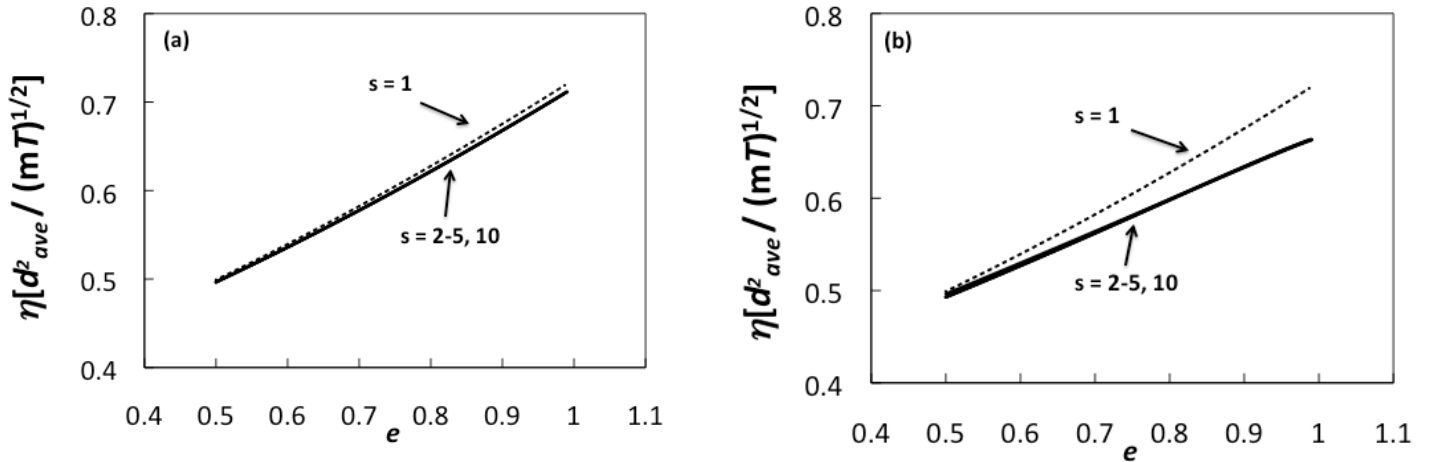 (a)
0.8
0.7
0.6
0.5
0.4
η[d²ave / (mT)^1/2]
s = 1
s = 2-5, 10
0.4 0.5 0.6 0.7 0.8 0.9 1 1.1
e
(b)
0.8
0.7
0.6
0.5
0.4
η[d²ave / (mT)^1/2]
s = 1
s = 2-5, 10
0.4 0.5 0.6 0.7 0.8 0.9 1 1.1
e